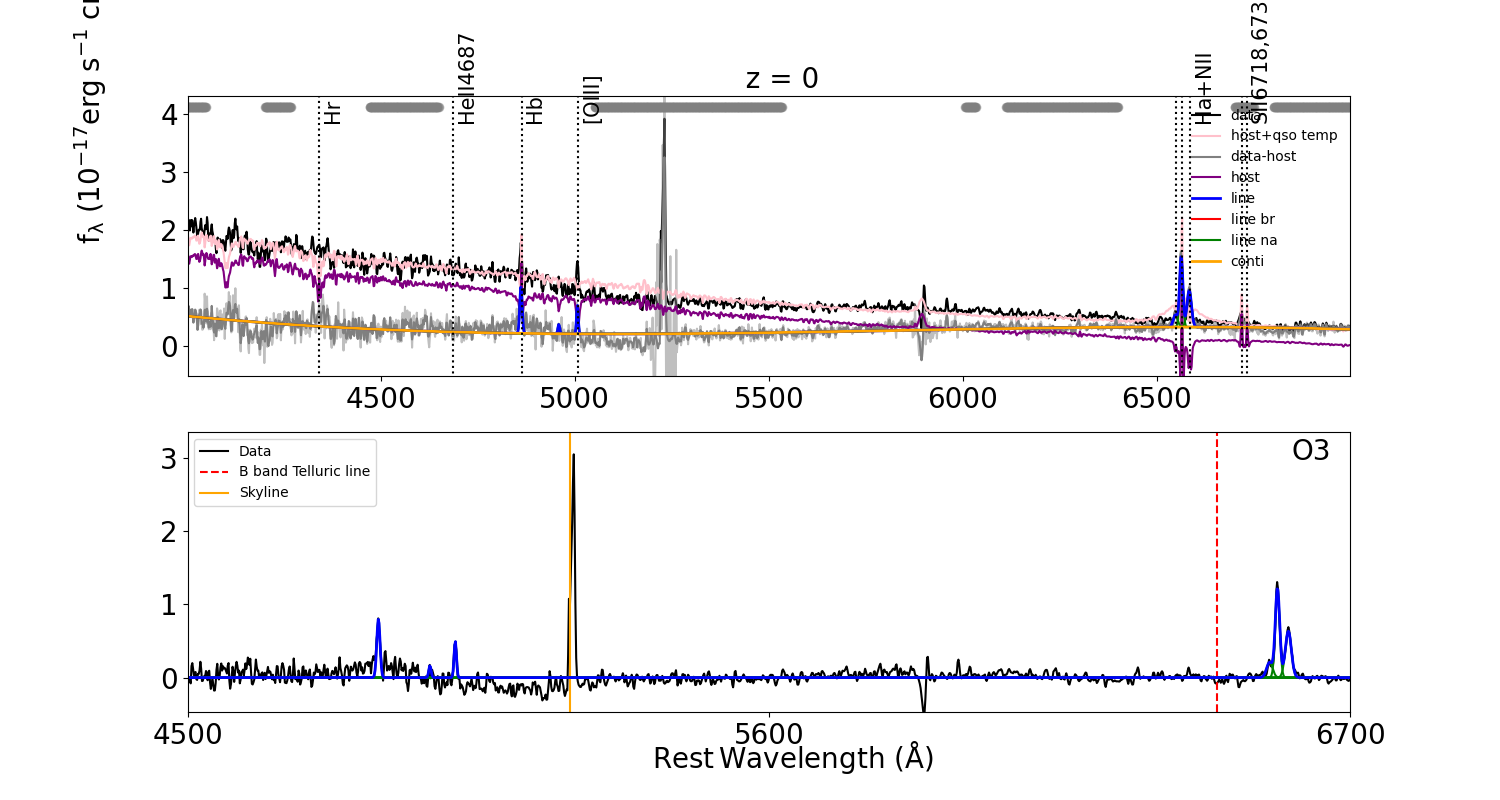 z = 0
fλ (10−17erg s−1 c
Hr
HeII4687
Hb
[OIII]
Ha+NII
SII6718,673
4
3
2
1
0
data
host+qso temp
data-host
host
line
line br
line na
conti
4500
5000
5500
6000
6500
O3
Data
B band Telluric line
Skyline
3
2
1
0
4500
5600
6700
Rest Wavelength (Å)